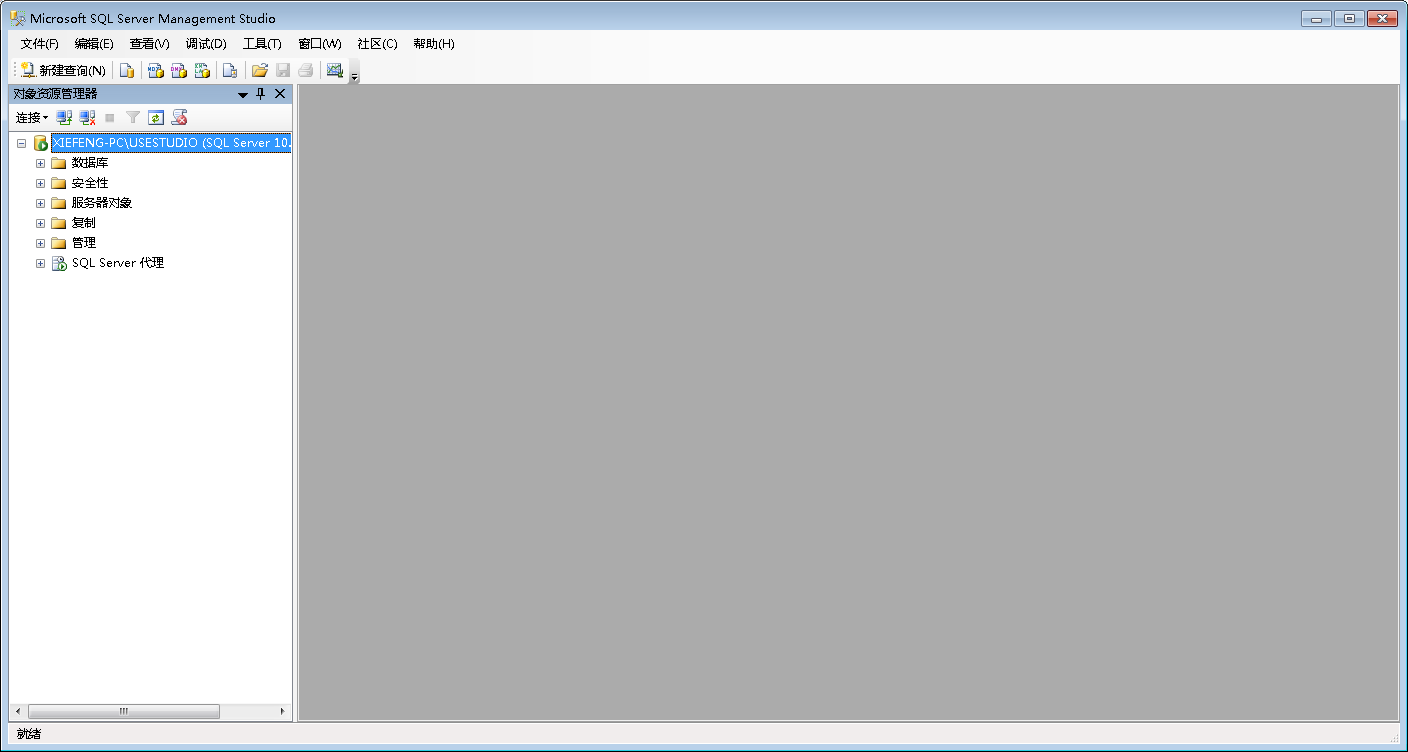 Microsoft SQL Server Management Studio
文件(F) 编辑(E) 查看(V) 调试(D) 工具(T) 窗口(W) 社区(C) 帮助(H)
新建查询(N)
对象资源管理器
连接
XIEFENG-PC\USESTUDIO (SQL Server 10.
数据库
安全性
服务器对象
复制
管理
SQL Server 代理
就绪